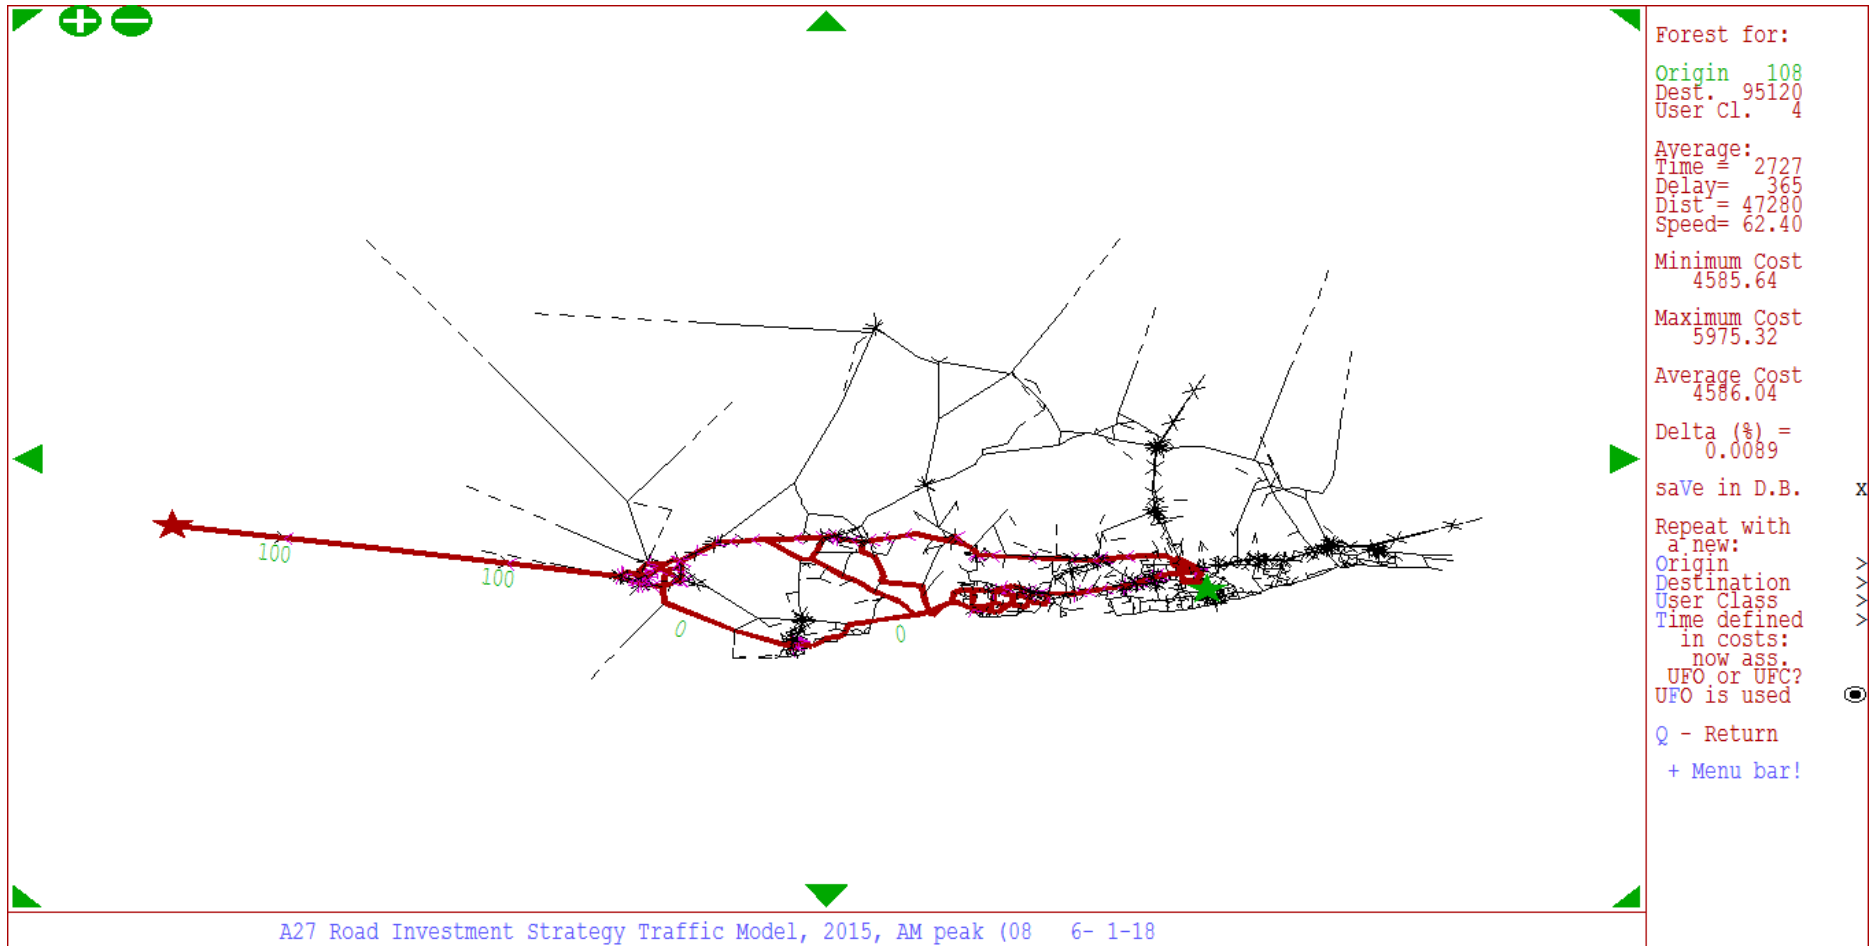 Forest for:
Origin 108
Dest. 95120
User Cl. 4
Average:
Time = 2727
Delay= 365
Dist = 47280
Speed= 62.40
Minimum Cost
4585.64
Maximum Cost
5975.32
Average Cost
4586.04
Delta (%) =
0.0089
saVe in D.B. x
Repeat with
a new:
Origin >
Destination >
User Class >
Time defined >
in costs:
now ass.
UFO or UFC?
UFO is used
Q - Return
+ Menu bar!
100
100
0
0
A27 Road Investment Strategy Traffic Model, 2015, AM peak (08 6- 1-18